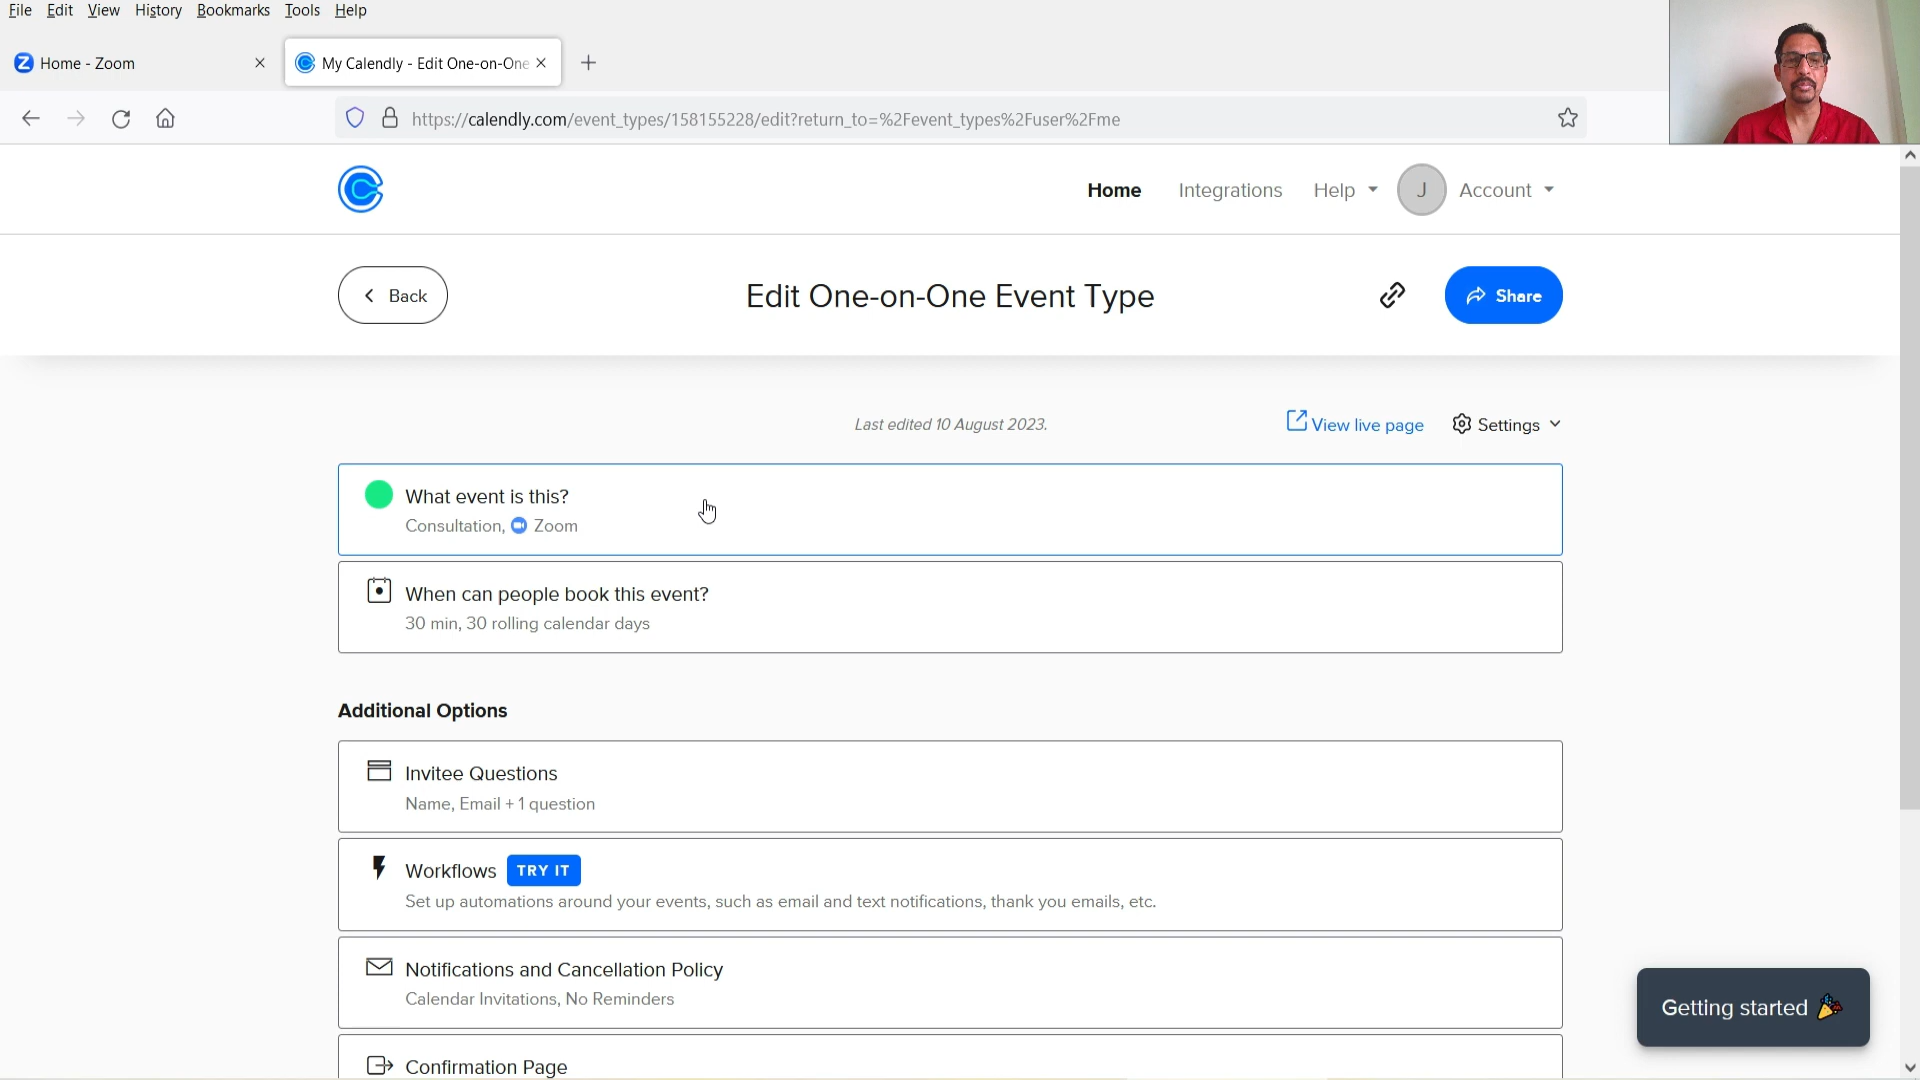 File Edit View History Bookmarks Tools Help
Home - Zoom
My Calendly - Edit One-on-One
https://calendly.com/event_types/158155228/edit?return_to=%2Fevent_types%2Fuser%2Fme
Home Integrations Help J Account
Back
Edit One-on-One Event Type
Share
Last edited 10 August 2023.
View live page
Settings
What event is this?
Consultation, Zoom
When can people book this event?
30 min, 30 rolling calendar days
Additional Options
Invitee Questions
Name, Email + 1 question
Workflows TRY IT
Set up automations around your events, such as email and text notifications, thank you emails, etc.
Notifications and Cancellation Policy
Calendar Invitations, No Reminders
Getting started
Confirmation Page